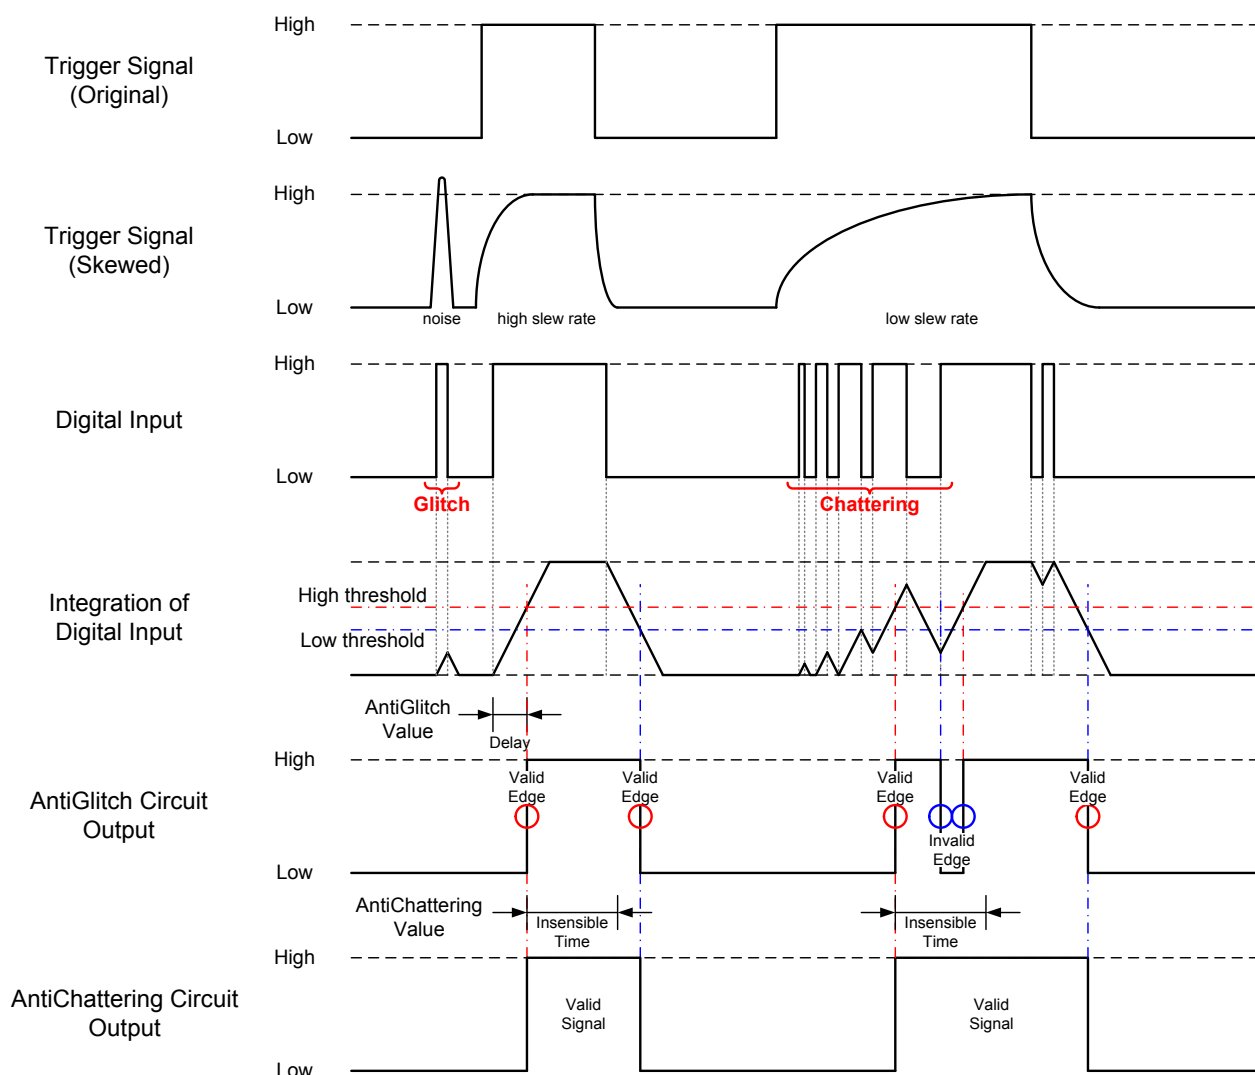 High
Trigger Signal
(Original)
Low
High
Trigger Signal
(Skewed)
Low
noise
high slew rate
low slew rate
High
Digital Input
Low
Glitch
Chattering
High threshold
Integration of
Digital Input
Low threshold
AntiGlitch
Value
Delay
High
Valid
Edge
Valid
Edge
Valid
Edge
Valid
Edge
AntiGlitch Circuit
Output
Invalid
Edge
Low
AntiChattering
Value
Insensible
Time
Insensible
Time
High
AntiChattering Circuit
Output
Valid
Signal
Valid
Signal
Low